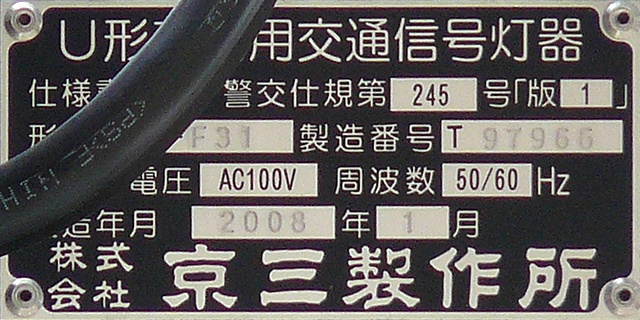 U形 用交通信号灯器
仕様 警交仕規第 245 号「版 1 」
形 F31 製造番号 T 97966
電圧 AC100V 周波数 50/60 Hz
造年月 2008 年 1 月
株式会社 京三製作所